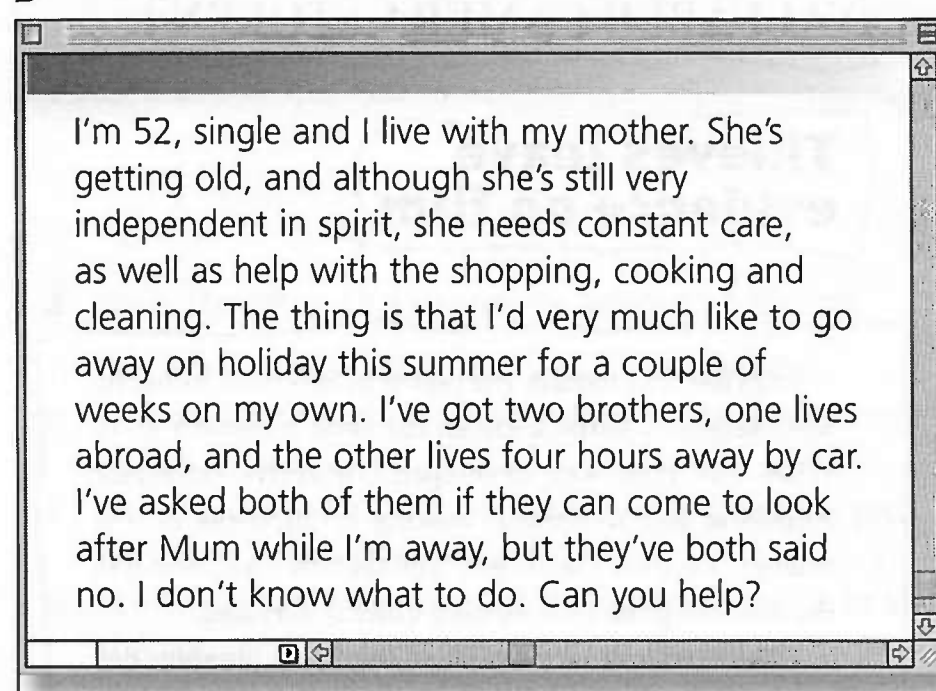 I'm 52, single and I live with my mother. She's
getting old, and although she's still very
independent in spirit, she needs constant care,
as well as help with the shopping, cooking and
cleaning. The thing is that I'd very much like to go
away on holiday this summer for a couple of
weeks on my own. I've got two brothers, one lives
abroad, and the other lives four hours away by car.
I've asked both of them if they can come to look
after Mum while I'm away, but they've both said
no. I don't know what to do. Can you help?